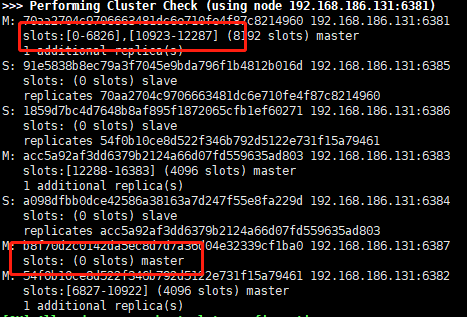 >>> Performing Cluster Check (using node 192.168.186.131:6381)
M: 70aa2704c9706663481dc6e710fe4f87c8214960 192.168.186.131:6381
slots:[0-6826],[10923-12287] (8192 slots) master
1 additional replica(s)
S: 91e5838b8ec79a3f7045e9bda796f1b4812b016d 192.168.186.131:6385
slots: (0 slots) slave
replicates 70aa2704c9706663481dc6e710fe4f87c8214960
S: 1859d7bc4d7648b8af895f1872065cfb1ef60271 192.168.186.131:6386
slots: (0 slots) slave
replicates 54f0b10ce8d522f346b792d5122e731f15a79461
M: acc5a92af3dd6379b2124a66d07fd559635ad803 192.168.186.131:6383
slots:[12288-16383] (4096 slots) master
1 additional replica(s)
S: a098dfbb0dce42586a38163a7d247f55e8fa229d 192.168.186.131:6384
slots: (0 slots) slave
replicates acc5a92af3dd6379b2124a66d07fd559635ad803
M: 192.168.186.131:6387
slots: (0 slots) master
M: 54f0b10ce8d522f346b792d5122e731f15a79461 192.168.186.131:6382
slots:[6827-10922] (4096 slots) master
1 additional replica(s)